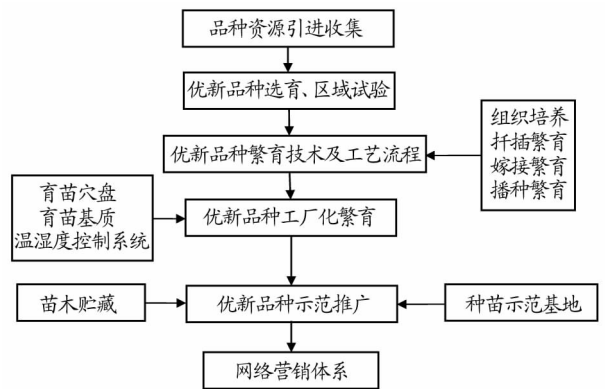 品种资源引进收集
优新品种选育、区域试验
组织培养
扦插繁育
嫁接繁育
播种繁育
优新品种繁育技术及工艺流程
育苗穴盘
育苗基质
温湿度控制系统
优新品种工厂化繁育
苗木贮藏
优新品种示范推广
种苗示范基地
网络营销体系